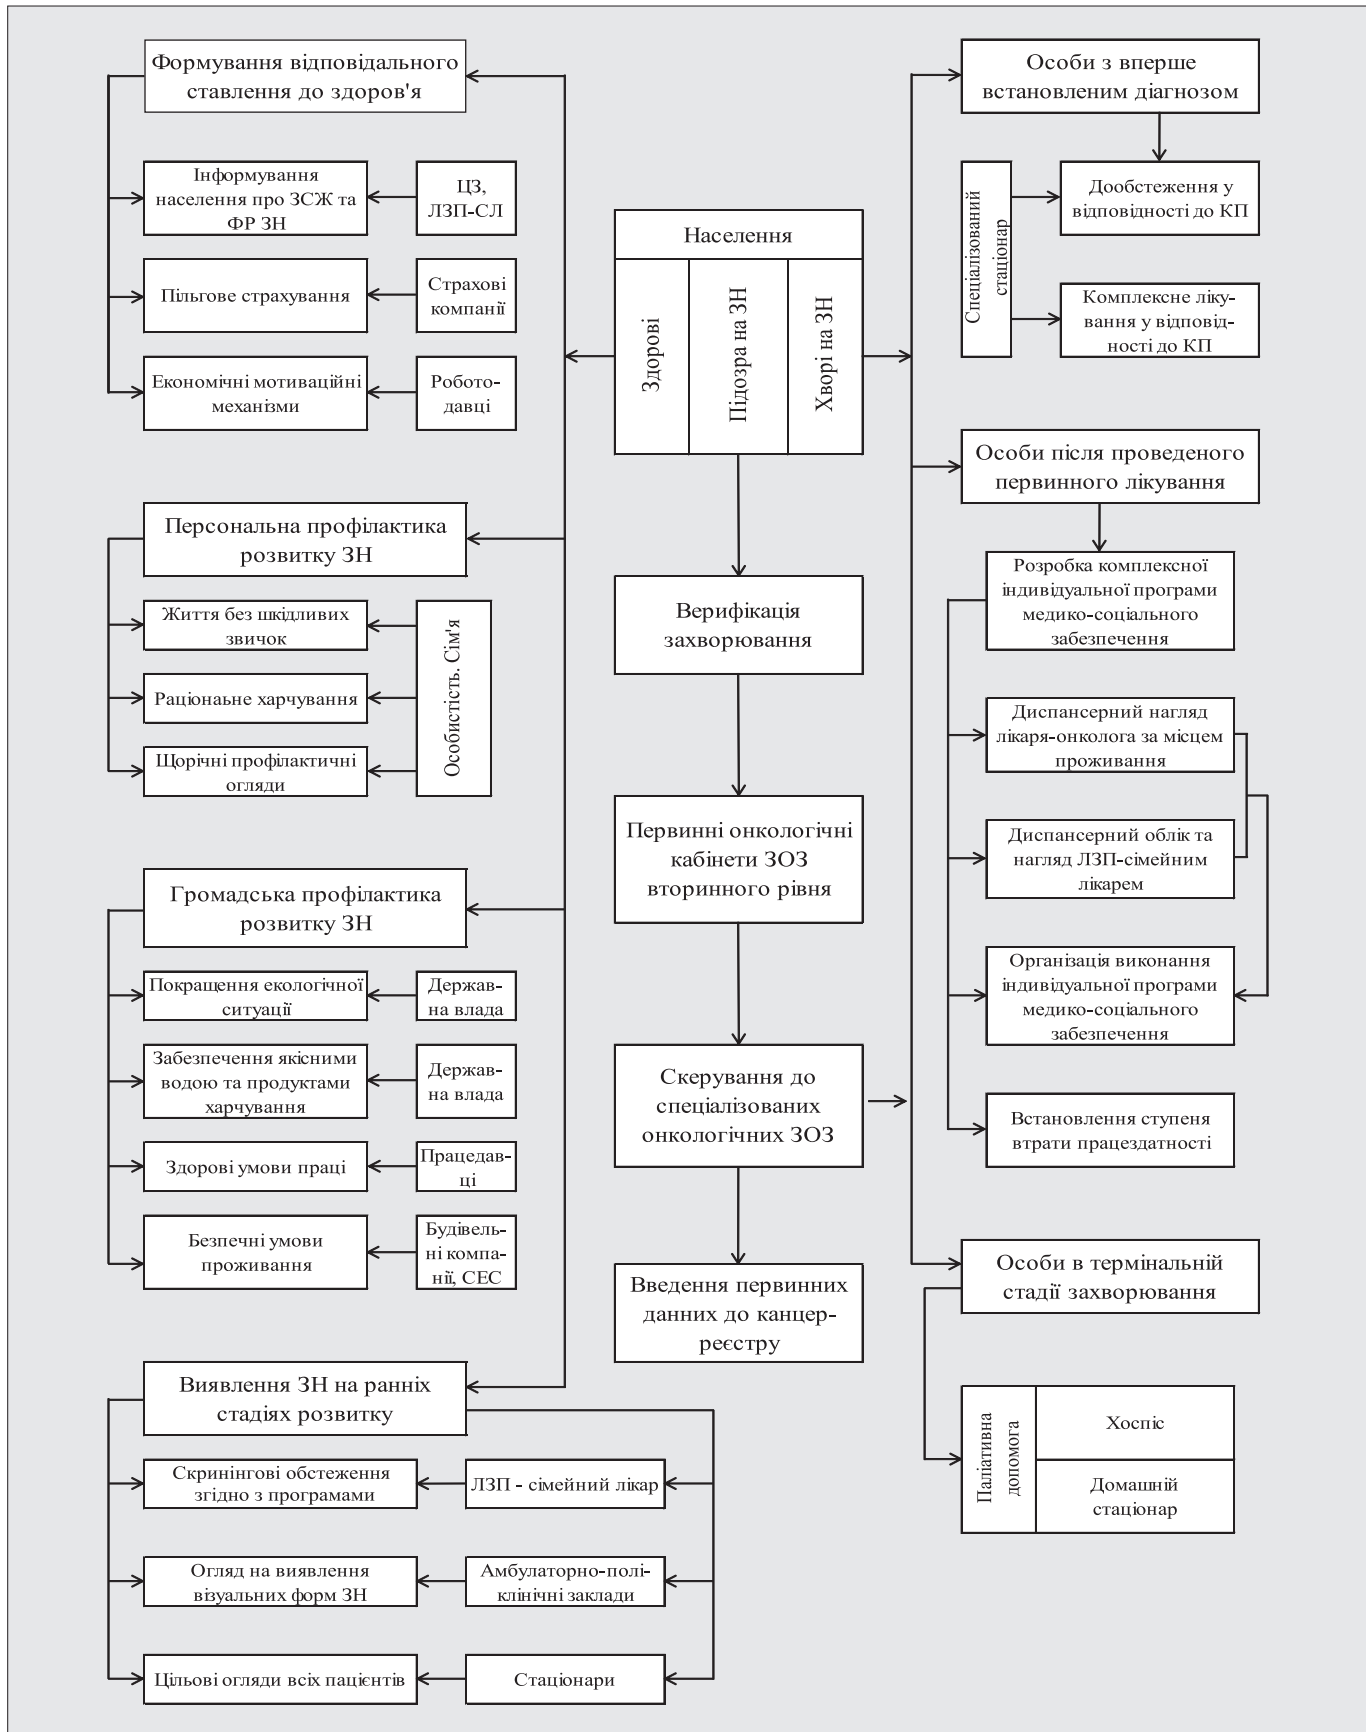 Формування відповідального
ставлення до здоров'я
Інформування
населення про ЗСЖ та
ФР ЗН
ЦЗ,
ЛЗП-СЛ
Пільгове страхування
Страхові
компанії
Економічні мотиваційні
механізми
Роботo-
давці
Персональна профілактика
розвитку ЗН
Життя без шкідливих
звичок
Раціонаьне харчування
Щорічні профілактичні
огляди
Особистість. Сім'я
Громадська профілактика
розвитку ЗН
Покращення екологічної
ситуації
Держав-
на влада
Забезпечення якісними
водою та продуктами
харчування
Держав-
на влада
Здорові умови праці
Працедав-
ці
Безпечні умови
проживання
Будівель-
ні компа-
нії, СЕС
Виявлення ЗН на ранніх
стадіях розвитку
Скринінгові обстеження
згідно з програмами
ЛЗП - сімейний лікар
Огляд на виявлення
візуальних форм ЗН
Амбулаторно-полі-
клінічні заклади
Цільові огляди всіх пацієнтів
Стаціонари
Населення
Здорові
Підозра на ЗН
Хворі на ЗН
Верифікація
захворювання
Первинні онкологічні
кабінети ЗОЗ
вторинного рівня
Скерування до
спеціалізованих
онкологічних ЗОЗ
Введення первинних
данних до канцер-
реєстру
Особи з вперше
встановленим діагнозом
Спеціалізований
стаціонар
Дообстеження у
відповідності до КП
Комплексне ліку-
вання у відповід-
ності до КП
Особи після проведеного
первинного лікування
Розробка комплексної
індивідуальної програми
медико-соціального
забезпечення
Диспансерний нагляд
лікаря-онколога за місцем
проживання
Диспансерний облік та
нагляд ЛЗП-сімейним
лікарем
Організація виконання
індивідуальної програми
медико-соціального
забезпечення
Встановлення ступеня
втрати працездатності
Особи в термінальній
стадії захворювання
Паліативна
допомога
Хоспіс
Домашній
стаціонар